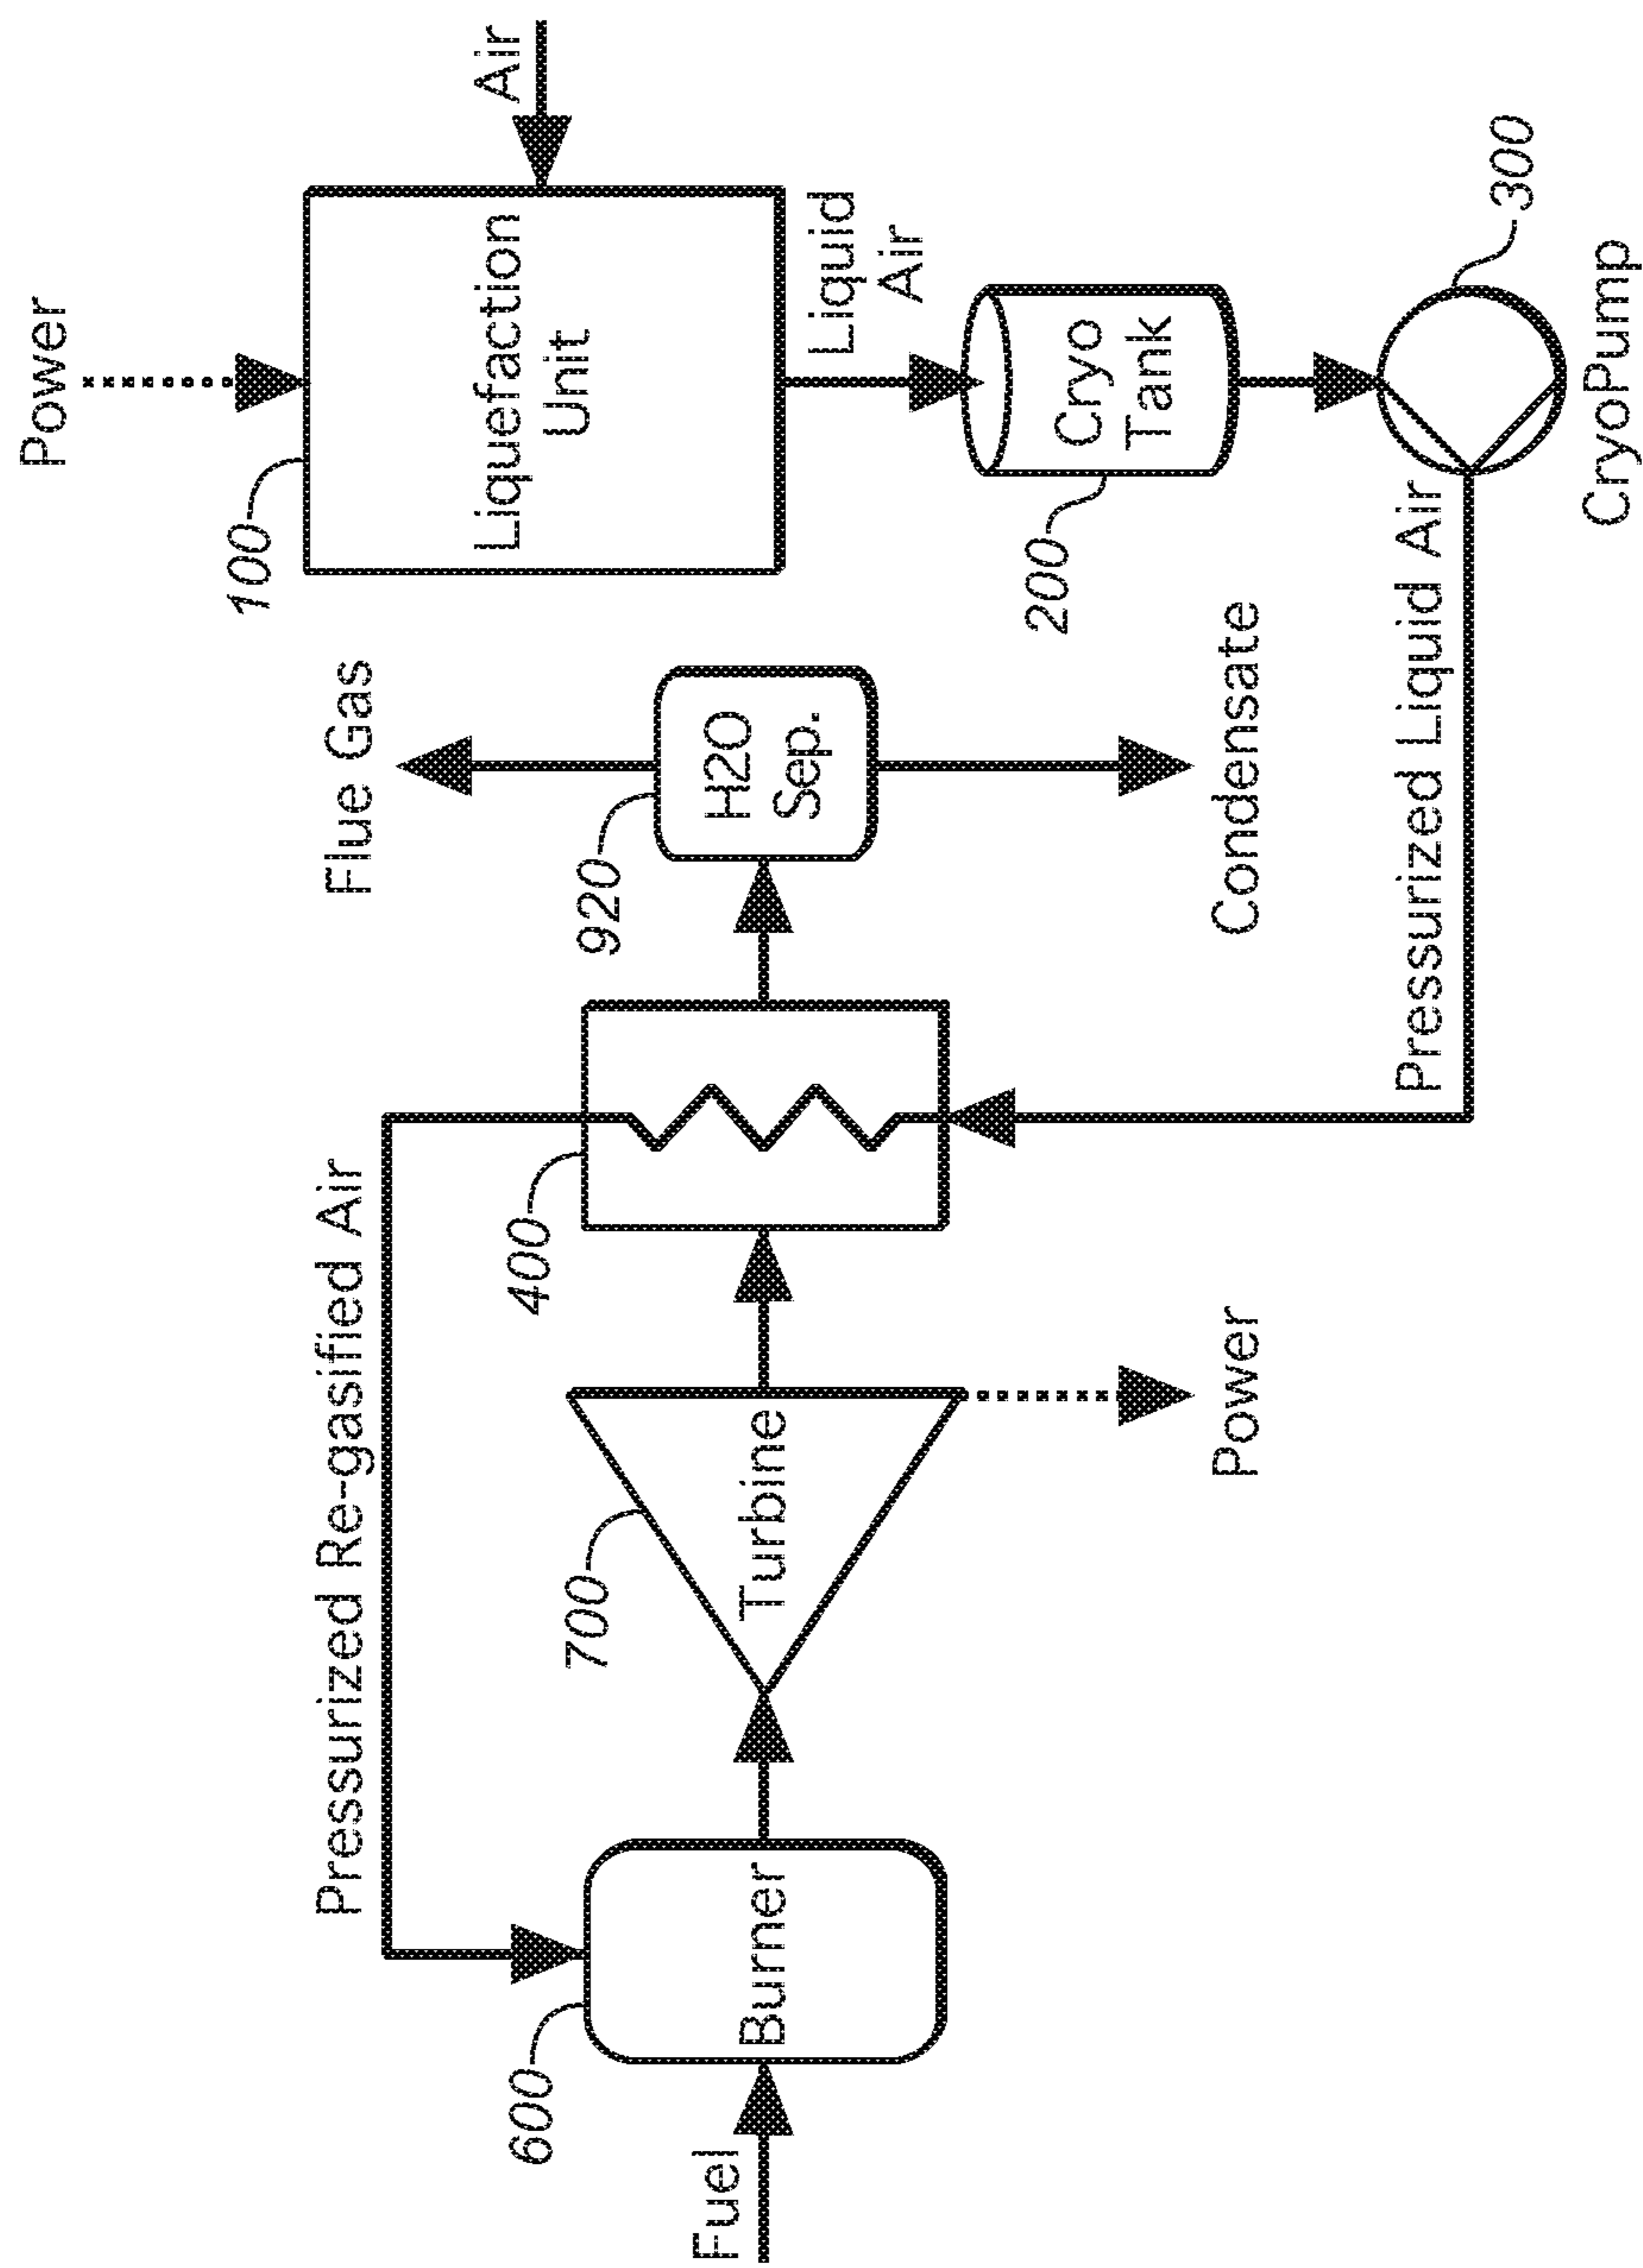 Power
Air
100
Liquefaction
Unit
Liquid
Air
200
Cryo
Tank
300
CryoPump
Pressurized Liquid Air
Flue Gas
920
H2O
Sep.
Condensate
400
Pressurized Re-gasified Air
700
Turbine
Power
600
Burner
Fuel